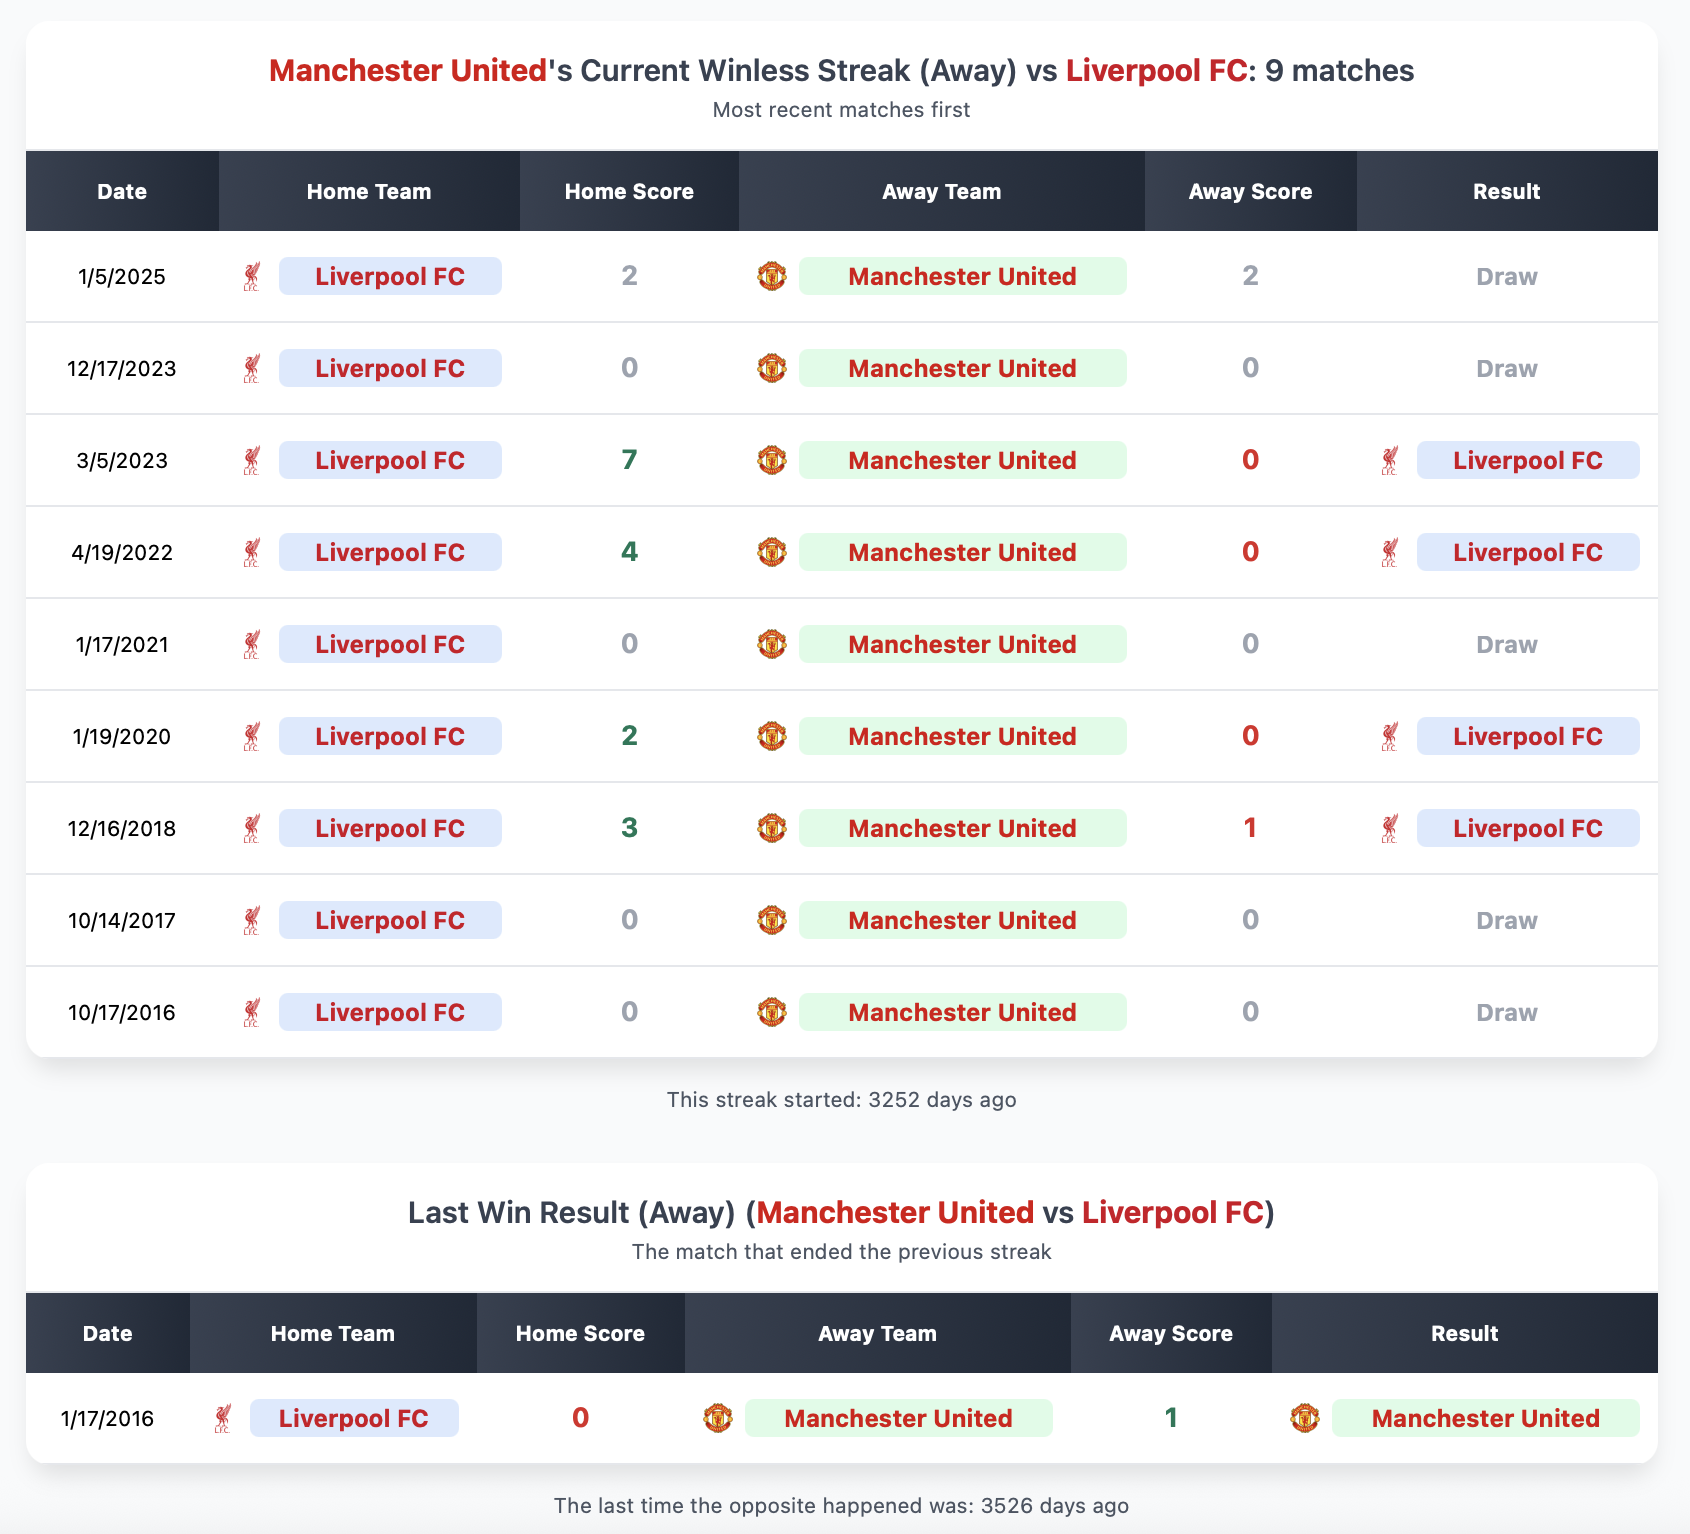 Manchester United's Current Winless Streak (Away) vs Liverpool FC: 9 matches
Most recent matches first
Date Home Team Home Score Away Team Away Score Result
1/5/2025 L.F.C. Liverpool FC 2 Manchester United 2 Draw
12/17/2023 L.F.C. Liverpool FC 0 Manchester United 0 Draw
3/5/2023 L.F.C. Liverpool FC 7 Manchester United 0 L.F.C. Liverpool FC
4/19/2022 L.F.C. Liverpool FC 4 Manchester United 0 L.F.C. Liverpool FC
1/17/2021 L.F.C. Liverpool FC 0 Manchester United 0 Draw
1/19/2020 L.F.C. Liverpool FC 2 Manchester United 0 L.F.C. Liverpool FC
12/16/2018 L.F.C. Liverpool FC 3 Manchester United 1 L.F.C. Liverpool FC
10/14/2017 L.F.C. Liverpool FC 0 Manchester United 0 Draw
10/17/2016 L.F.C. Liverpool FC 0 Manchester United 0 Draw
This streak started: 3252 days ago
Last Win Result (Away) (Manchester United vs Liverpool FC)
The match that ended the previous streak
Date Home Team Home Score Away Team Away Score Result
1/17/2016 L.F.C. Liverpool FC 0 Manchester United 1 Manchester United
The last time the opposite happened was: 3526 days ago